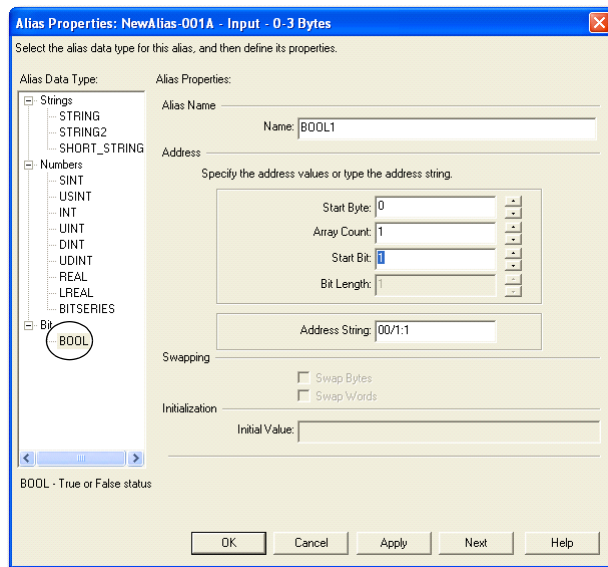 Alias Properties: NewAlias-001A - Input - 0-3 Bytes
Select the alias data type for this alias, and then define its properties.
Alias Data Type:
Strings
STRING
STRING2
SHORT_STRING
Numbers
SINT
USINT
INT
UINT
DINT
UDINT
REAL
LREAL
BITSERIES
Bit
BOOL
BOOL - True or False status
Alias Properties:
Alias Name
Name: BOOL1
Address
Specify the address values or type the address string.
Start Byte: 0
Array Count: 1
Start Bit: 1
Bit Length: 1
Address String: 00/1:1
Swapping
Swap Bytes
Swap Words
Initialization
Initial Value:
OK Cancel Apply Next Help